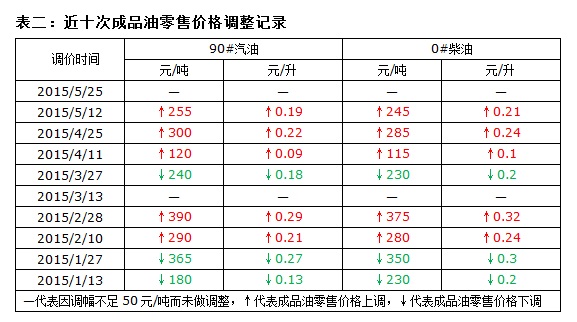 表二：近十次成品油零售价格调整记录
调价时间 90#汽油 0#柴油
元/吨 元/升 元/吨 元/升
2015/5/25 — — — —
2015/5/12 ↑255 ↑0.19 ↑245 ↑0.21
2015/4/25 ↑300 ↑0.22 ↑285 ↑0.24
2015/4/11 ↑120 ↑0.09 ↑115 ↑0.1
2015/3/27 ↓240 ↓0.18 ↓230 ↓0.2
2015/3/13 — — — —
2015/2/28 ↑390 ↑0.29 ↑375 ↑0.32
2015/2/10 ↑290 ↑0.21 ↑280 ↑0.24
2015/1/27 ↓365 ↓0.27 ↓350 ↓0.3
2015/1/13 ↓180 ↓0.13 ↓230 ↓0.2
—代表因调幅不足50元/吨而未做调整，↑代表成品油零售价格上调，↓代表成品油零售价格下调